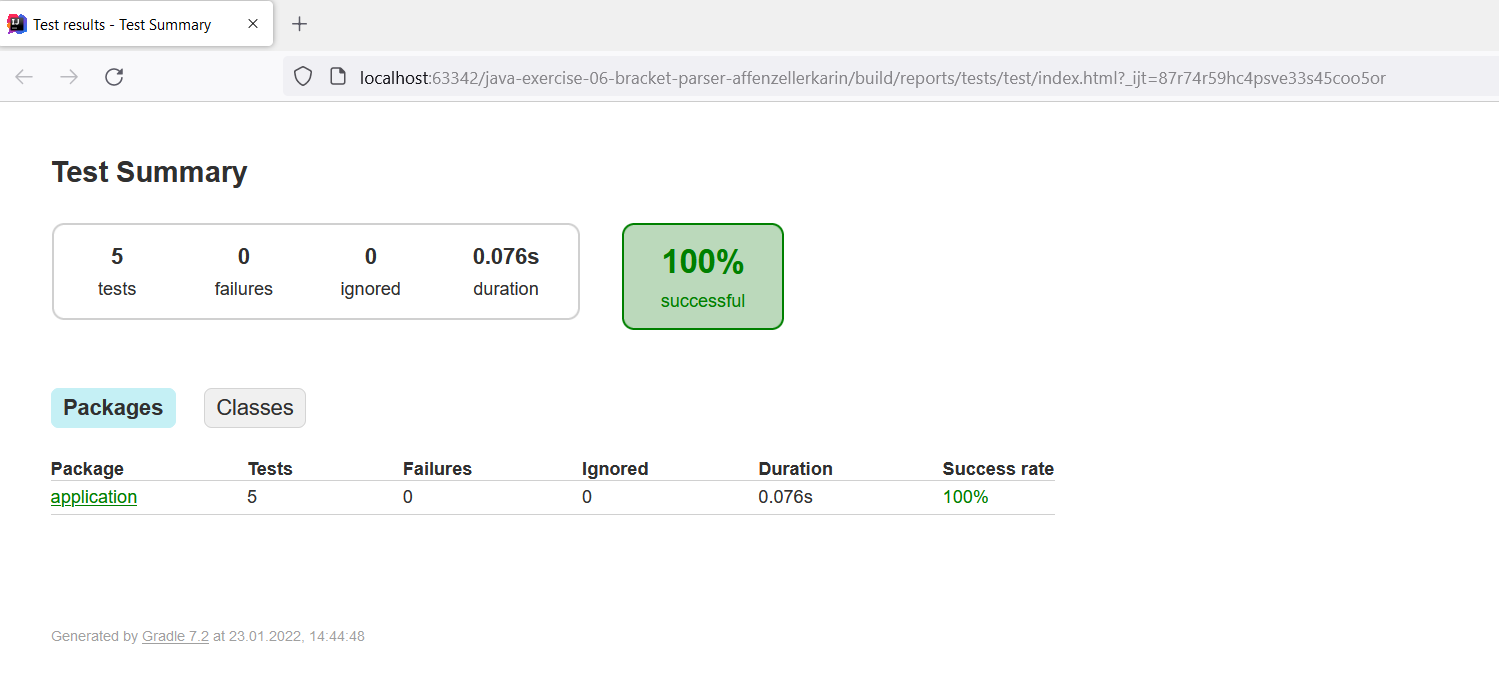 Test results - Test Summary
localhost:63342/java-exercise-06-bracket-parser-affenzellerkarin/build/reports/tests/test/index.html?_ijt=87r74r59hc4psve33s45coo5or
Test Summary
5 0 0 0.076s
tests failures ignored duration
100%
successful
Packages Classes
Package Tests Failures Ignored Duration Success rate
application 5 0 0 0.076s 100%
Generated by Gradle 7.2 at 23.01.2022, 14:44:48